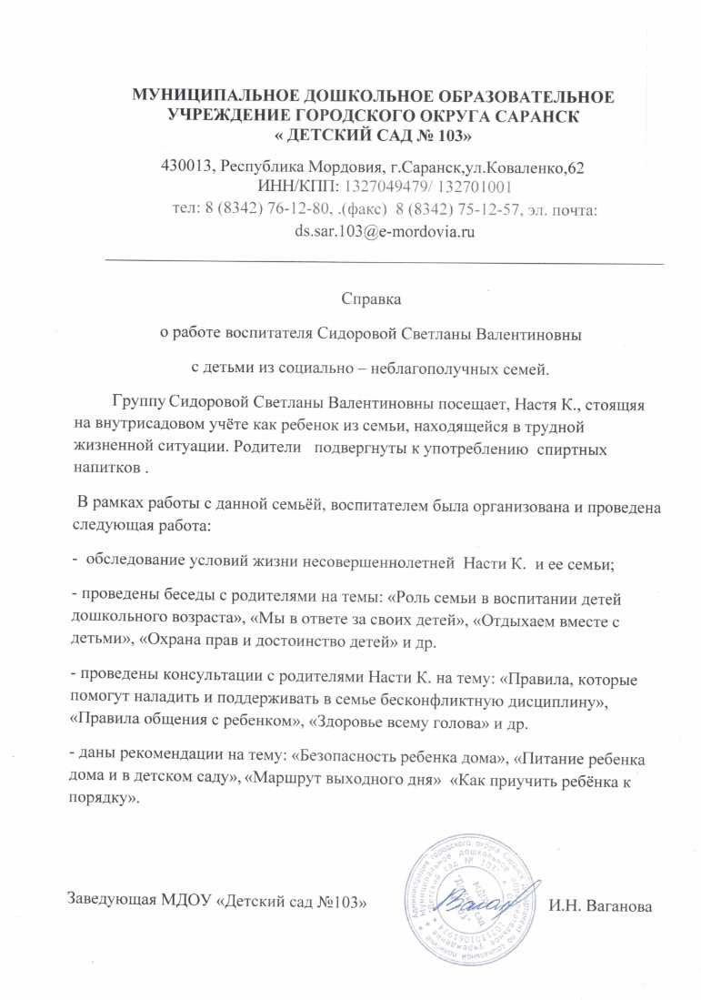 МУНИЦИПАЛЬНОЕ ДОШКОЛЬНОЕ ОБРАЗОВАТЕЛЬНОЕ
УЧРЕЖДЕНИЕ ГОРОДСКОГО ОКРУГА САРАНСК
« ДЕТСКИЙ САД № 103»
430013, Республика Мордовия, г.Саранск,ул.Коваленко,62
ИНН/КПП: 1327049479/ 132701001
тел: 8 (8342) 76-12-80, .(факс)  8 (8342) 75-12-57, эл. почта:
ds.sar.103@e-mordovia.ru
Справка
о работе воспитателя Сидоровой Светланы Валентиновны
с детьми из социально – неблагополучных семей.
Группу Сидоровой Светланы Валентиновны посещает, Настя К., стоящяя
на внутрисадовом учёте как ребенок из семьи, находящейся в трудной
жизненной ситуации. Родители   подвергнуты к употреблению  спиртных
напитков .
В рамках работы с данной семьёй, воспитателем была организована и проведена
следующая работа:
-  обследование условий жизни несовершеннолетней  Насти К.  и ее семьи;
- проведены беседы с родителями на темы: «Роль семьи в воспитании детей
дошкольного возраста», «Мы в ответе за своих детей», «Отдыхаем вместе с
детьми», «Охрана прав и достоинство детей» и др.
- проведены консультации с родителями Насти К. на тему: «Правила, которые
помогут наладить и поддерживать в семье бесконфликтную дисциплину»,
«Правила общения с ребенком», «Здоровье всему голова» и др.
- даны рекомендации на тему: «Безопасность ребенка дома», «Питание ребенка
дома и в детском саду», «Маршрут выходного дня»  «Как приучить ребёнка к
порядку».
Заведующая МДОУ «Детский сад №103»
И.Н. Ваганова